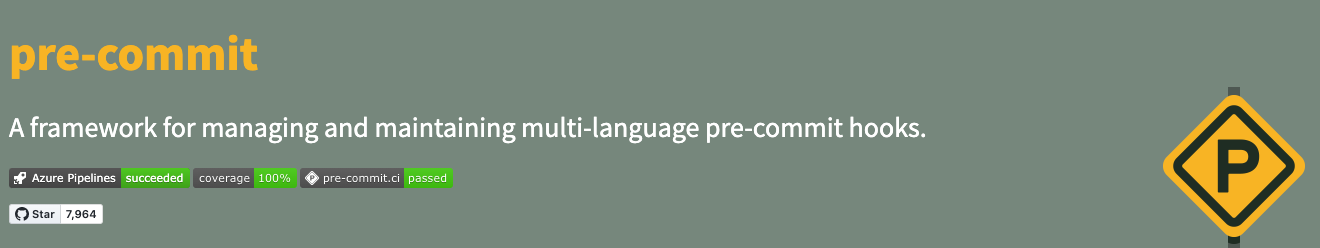 pre-commit
A framework for managing and maintaining multi-language pre-commit hooks.
Azure Pipelines succeeded coverage 100% pre-commit.ci passed
Star 7,964
P